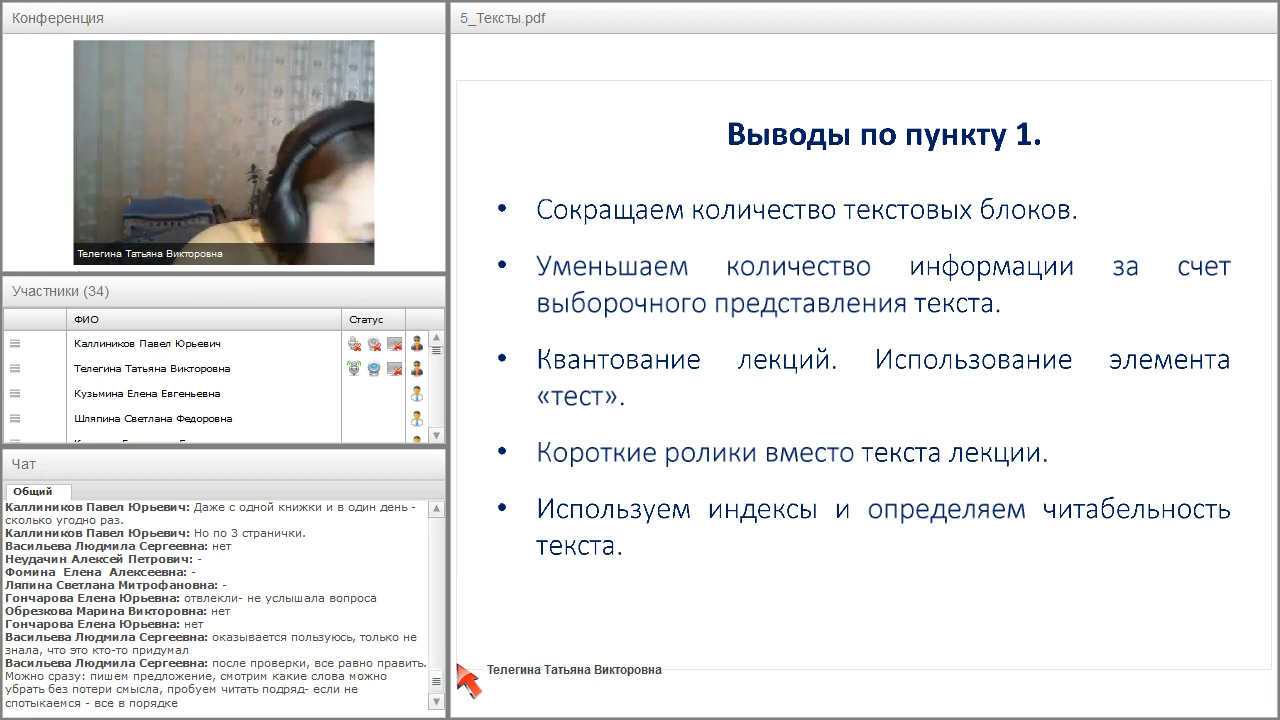 Конференция
Телегина Татьяна Викторовна
Участники (34)
ФИО
Статус
Каллиников Павел Юрьевич
Телегина Татьяна Викторовна
Кузьмина Елена Евгеньевна
Шляпина Светлана Федоровна
Чат
Общий
Каллиников Павел Юрьевич: Даже с одной книжки и в один день -
сколько угодно раз.
Каллиников Павел Юрьевич: Но по 3 странички.
Васильева Людмила Сергеевна: нет
Неудачин Алексей Петрович: -
Фомина Елена Алексеевна: -
Ляпина Светлана Митрофановна: -
Гончарова Елена Юрьевна: отвлекли- не услышала вопроса
Обрезкова Марина Викторовна: нет
Гончарова Елена Юрьевна: нет
Васильева Людмила Сергеевна: оказывается пользуюсь, только не
знала, что это кто-то придумал
Васильева Людмила Сергеевна: после проверки, все равно править.
Можно сразу: пишем предложение, смотрим какие слова можно
убрать без потери смысла, пробуем читать подряд- если не
спотыкаемся - все в порядке
5_Тексты.pdf
Выводы по пункту 1.
• Сокращаем количество текстовых блоков.
• Уменьшаем количество информации за счет
выборочного представления текста.
• Квантование лекций. Использование элемента
«тест».
• Короткие ролики вместо текста лекции.
• Используем индексы и определяем читабельность
текста.
Телегина Татьяна Викторовна